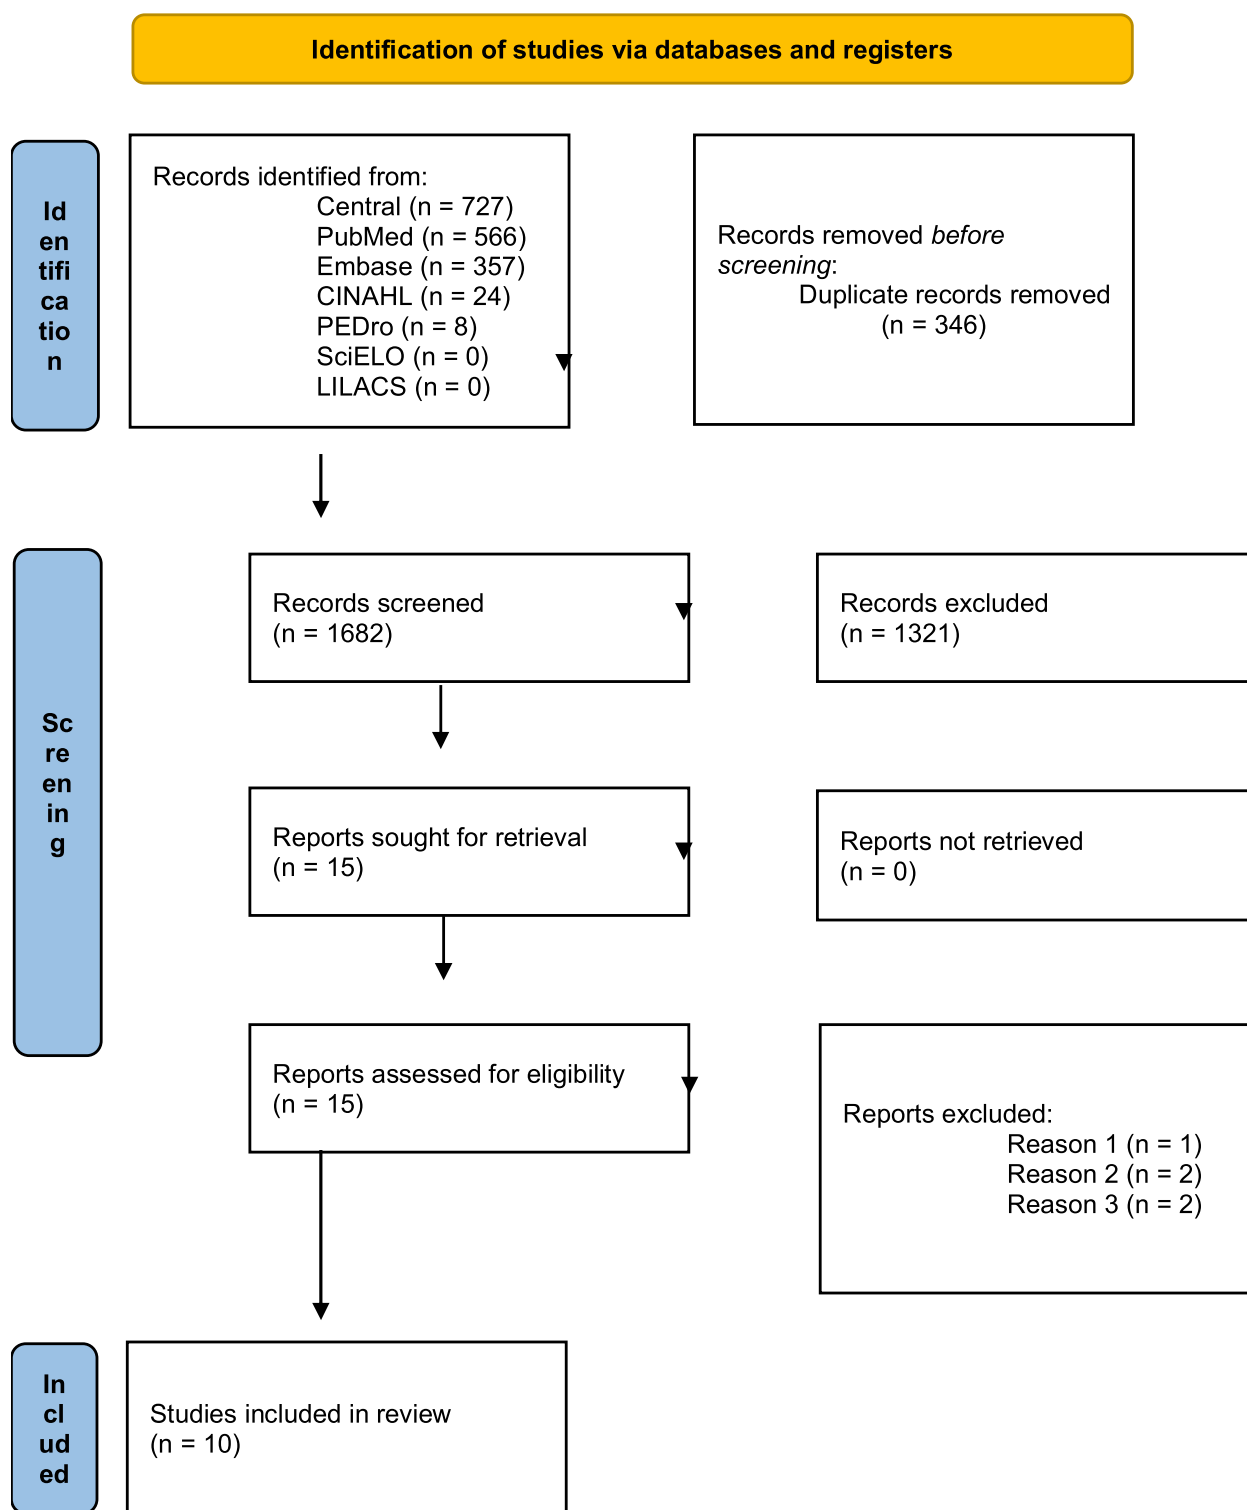 Identification of studies via databases and registers
Id
en
tifi
ca
tio
n
Records identified from:
Central (n = 727)
PubMed (n = 566)
Embase (n = 357)
CINAHL (n = 24)
PEDro (n = 8)
SciELO (n = 0)
LILACS (n = 0)
Records removed before
screening:
Duplicate records removed
(n = 346)
Sc
re
en
in
g
Records screened
(n = 1682)
Records excluded
(n = 1321)
Reports sought for retrieval
(n = 15)
Reports not retrieved
(n = 0)
Reports assessed for eligibility
(n = 15)
Reports excluded:
Reason 1 (n = 1)
Reason 2 (n = 2)
Reason 3 (n = 2)
In
cl
ud
ed
Studies included in review
(n = 10)